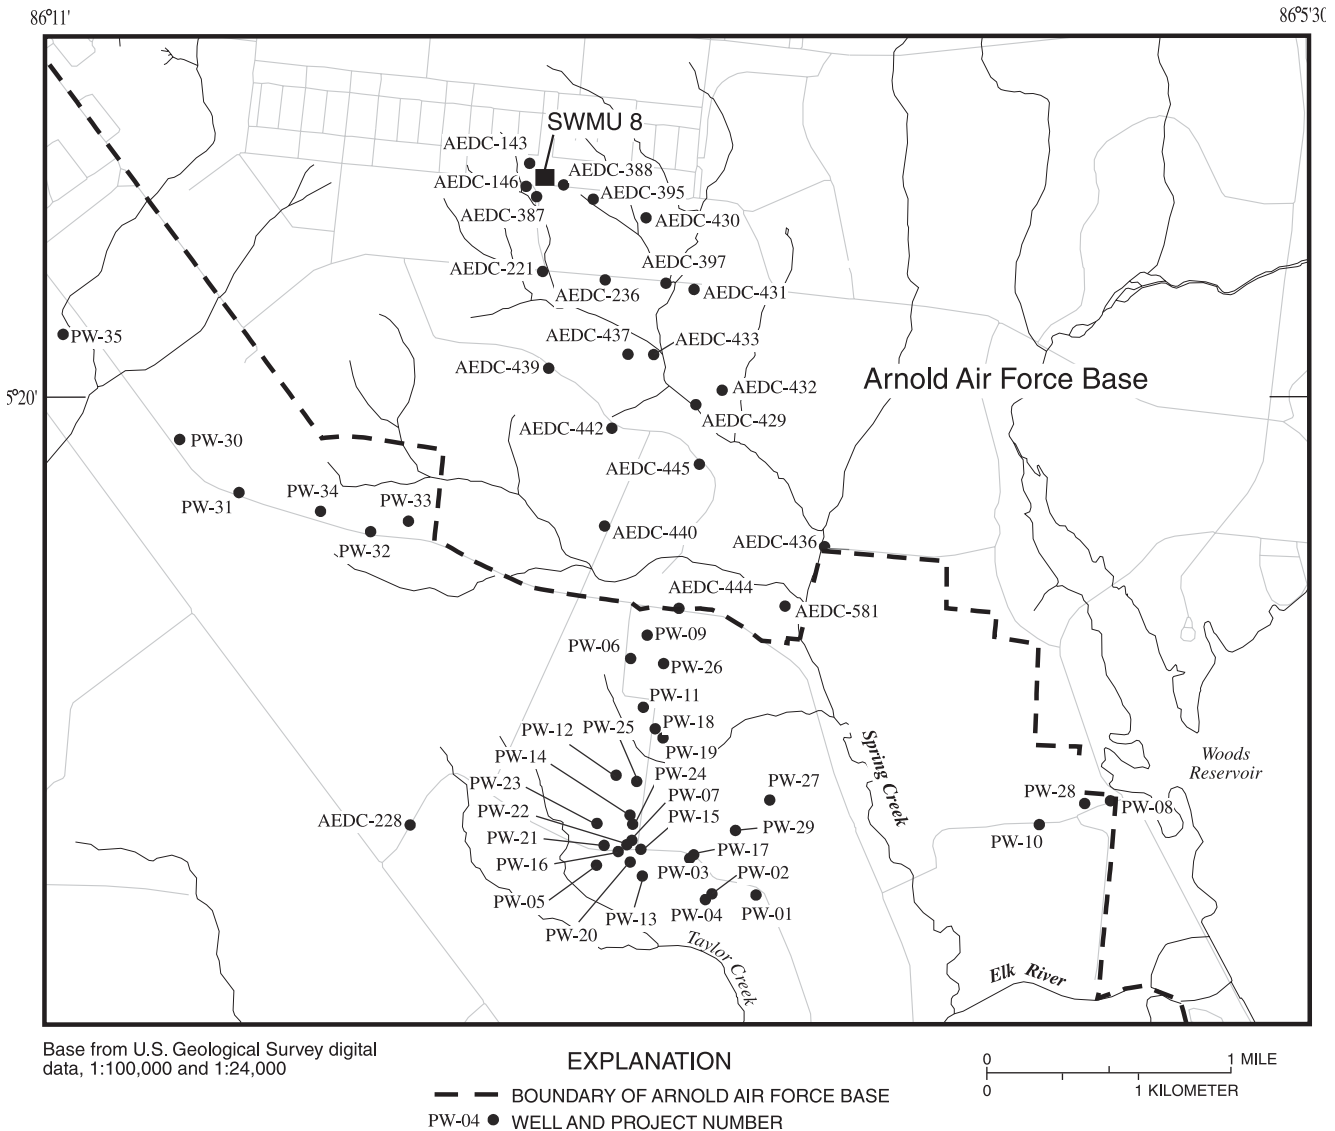 86°11'
86°5'30
SWMU 8
AEDC-143
AEDC-388
AEDC-146
AEDC-395
AEDC-387
AEDC-430
AEDC-221
AEDC-397
AEDC-236
AEDC-431
PW-35
AEDC-437
AEDC-433
AEDC-439
Arnold Air Force Base
AEDC-432
5°20'
AEDC-429
AEDC-442
PW-30
AEDC-445
PW-34
PW-33
PW-31
PW-32
AEDC-440
AEDC-436
AEDC-444
AEDC-581
PW-09
PW-06
PW-26
PW-11
PW-12
PW-25
PW-18
PW-14
PW-19
Spring Creek
Woods
Reservoir
PW-23
PW-24
PW-27
PW-07
PW-28
PW-08
PW-22
PW-15
AEDC-228
PW-29
PW-21
PW-10
PW-16
PW-17
PW-03
PW-02
PW-05
PW-13
PW-04
PW-01
PW-20
Taylor Creek
Elk River
Base from U.S. Geological Survey digital
data, 1:100,000 and 1:24,000
EXPLANATION
BOUNDARY OF ARNOLD AIR FORCE BASE
PW-04 WELL AND PROJECT NUMBER
0 1 MILE
0 1 KILOMETER